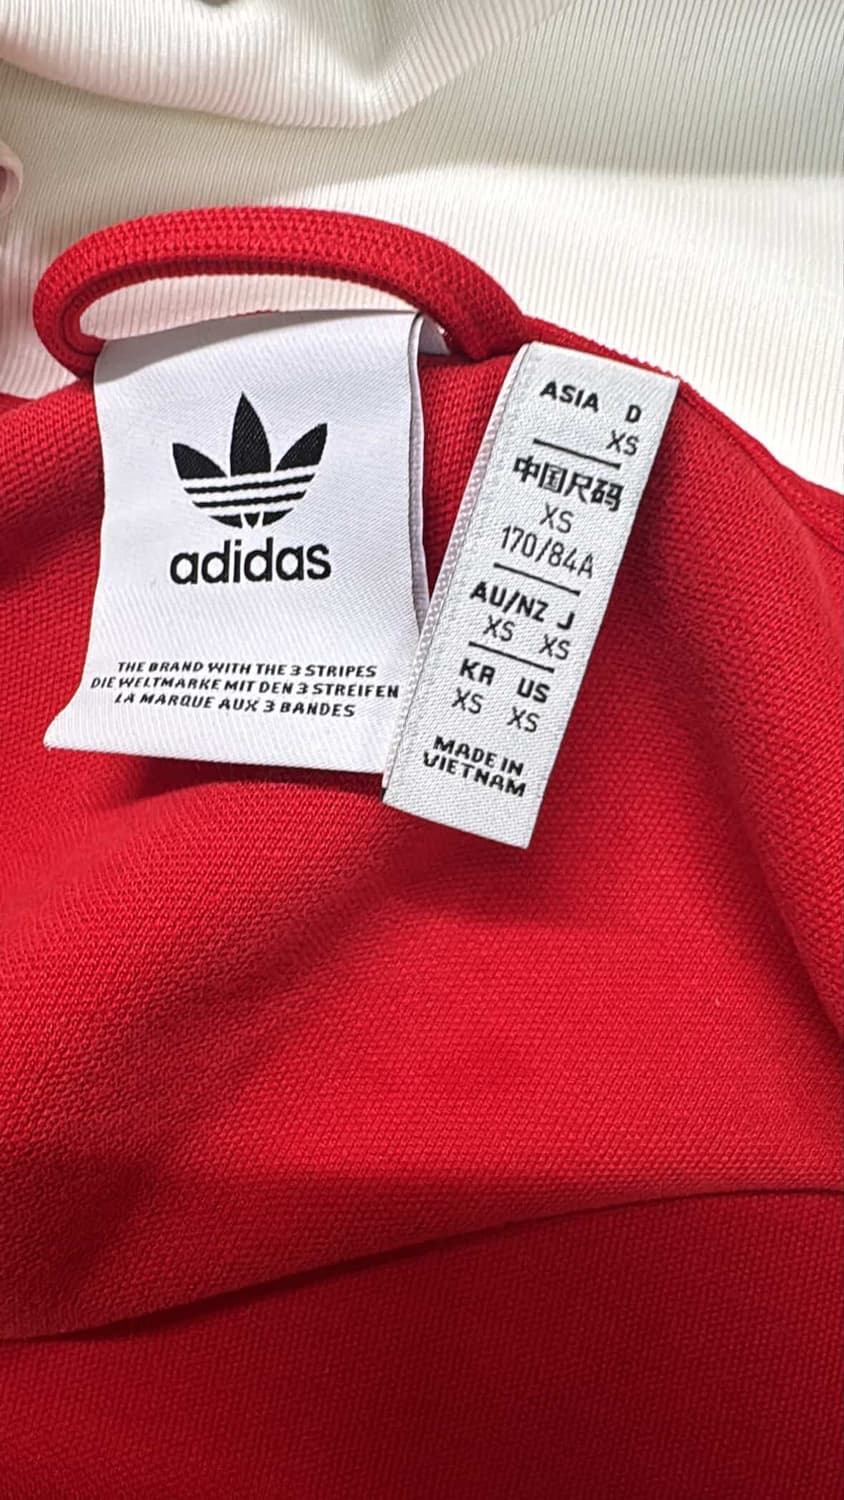 adidas
THE BRAND WITH THE 3 STRIPES
DIE WELTMARKE MIT DEN 3 STREIFEN
LA MARQUE AUX 3 BANDES
ASIA D
XS
中国尺码
XS
170/84A
AU/NZ J
XS XS
KR US
XS XS
MADE IN
VIETNAM